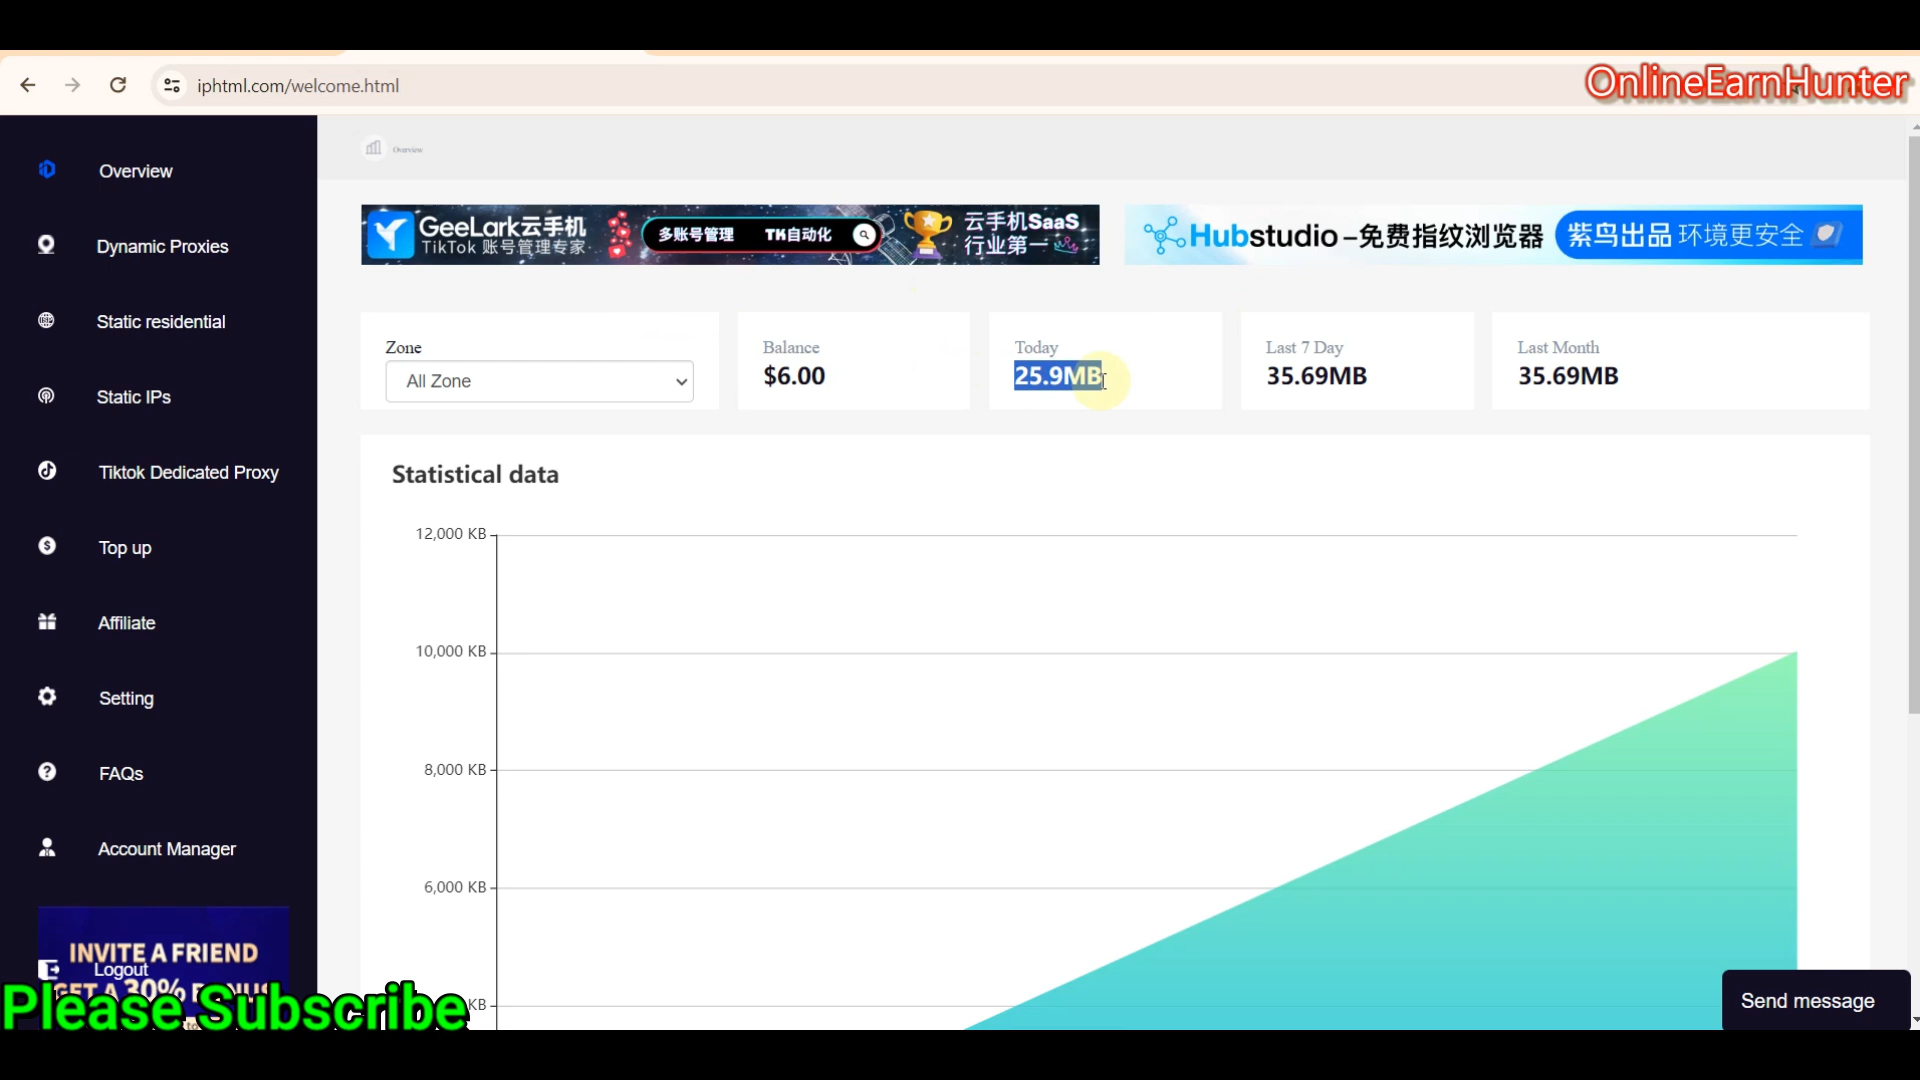 iphtml.com/welcome.html
OnlineEarnHunter
Overview
Dynamic Proxies
Static residential
Static IPs
Tiktok Dedicated Proxy
Top up
Affiliate
Setting
FAQs
Account Manager
INVITE A FRIEND
Logout
GET A 30% BONUS
Please Subscribe
Overview
GeeLark云手机
TikTok 账号管理专家
多账号管理 TK自动化
云手机SaaS
行业第一
Hubstudio–免费指纹浏览器
紫鸟出品 环境更安全
Zone
All Zone
Balance
$6.00
Today
25.9MB
Last 7 Day
35.69MB
Last Month
35.69MB
Statistical data
12,000 KB
10,000 KB
8,000 KB
6,000 KB
KB
Send message